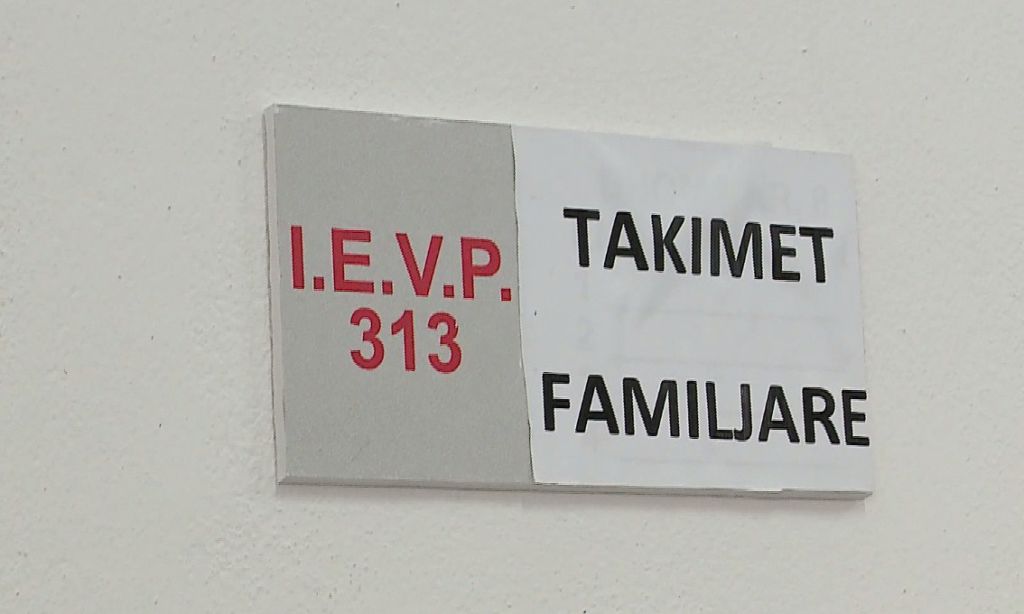 I.E.V.P.
313
TAKIMET
FAMILJARE